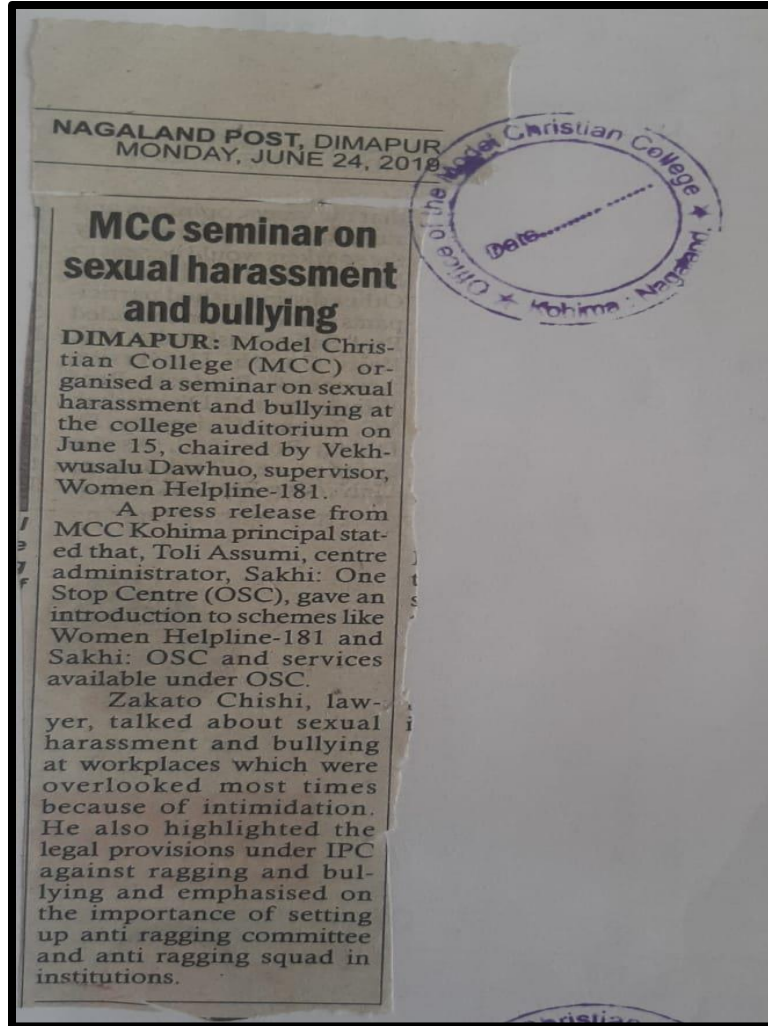 NAGALAND POST, DIMAPUR
MONDAY, JUNE 24, 2019
Office of the Model Christian College ★ Kohima : Nagaland ★
Date
MCC seminar on
sexual harassment
and bullying
DIMAPUR: Model Chris-
tian College (MCC) or-
ganised a seminar on sexual
harassment and bullying at
the college auditorium on
June 15, chaired by Vekh-
wusalu Dawhuo, supervisor,
Women Helpline-181.
A press release from
MCC Kohima principal stat-
ed that, Toli Assumi, centre
administrator, Sakhi: One
Stop Centre (OSC), gave an
introduction to schemes like
Women Helpline-181 and
Sakhi: OSC and services
available under OSC.
Zakato Chishi, law-
yer, talked about sexual
harassment and bullying
at workplaces which were
overlooked most times
because of intimidation.
He also highlighted the
legal provisions under IPC
against ragging and bul-
lying and emphasised on
the importance of setting
up anti ragging committee
and anti ragging squad in
institutions.